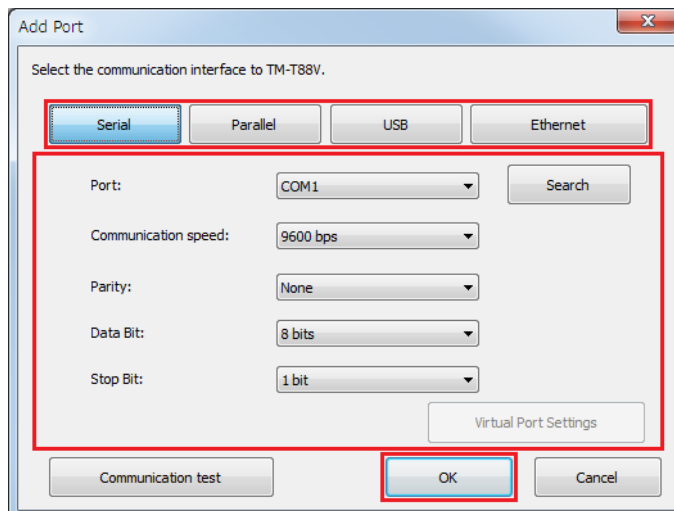 Add Port
Select the communication interface to TM-T88V.
Serial Parallel USB Ethernet
Port: COM1 Search
Communication speed: 9600 bps
Parity: None
Data Bit: 8 bits
Stop Bit: 1 bit
Virtual Port Settings
Communication test OK Cancel